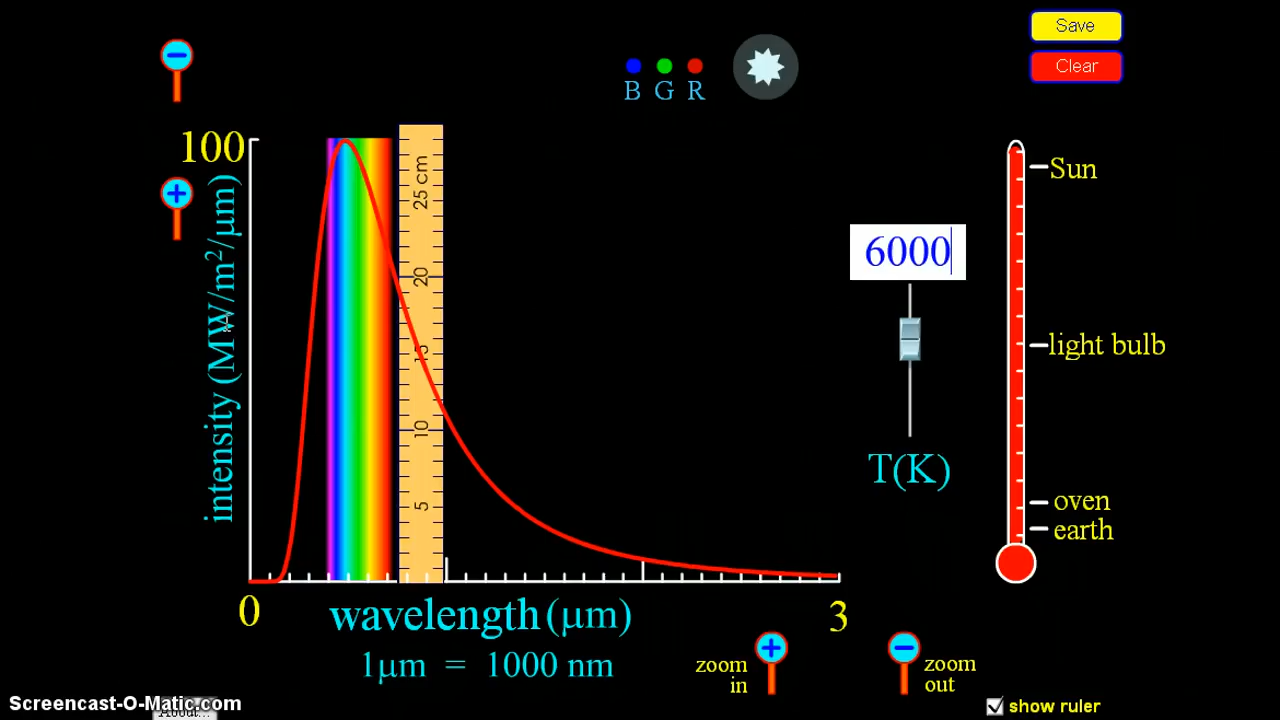 Save
Clear
B G R
100
intensity (MW/m²/μm)
25 cm
20
15
10
5
6000
T(K)
Sun
light bulb
oven
earth
0
3
wavelength (μm)
1μm = 1000 nm
zoom in
zoom out
show ruler
Screencast-O-Matic.com
About...